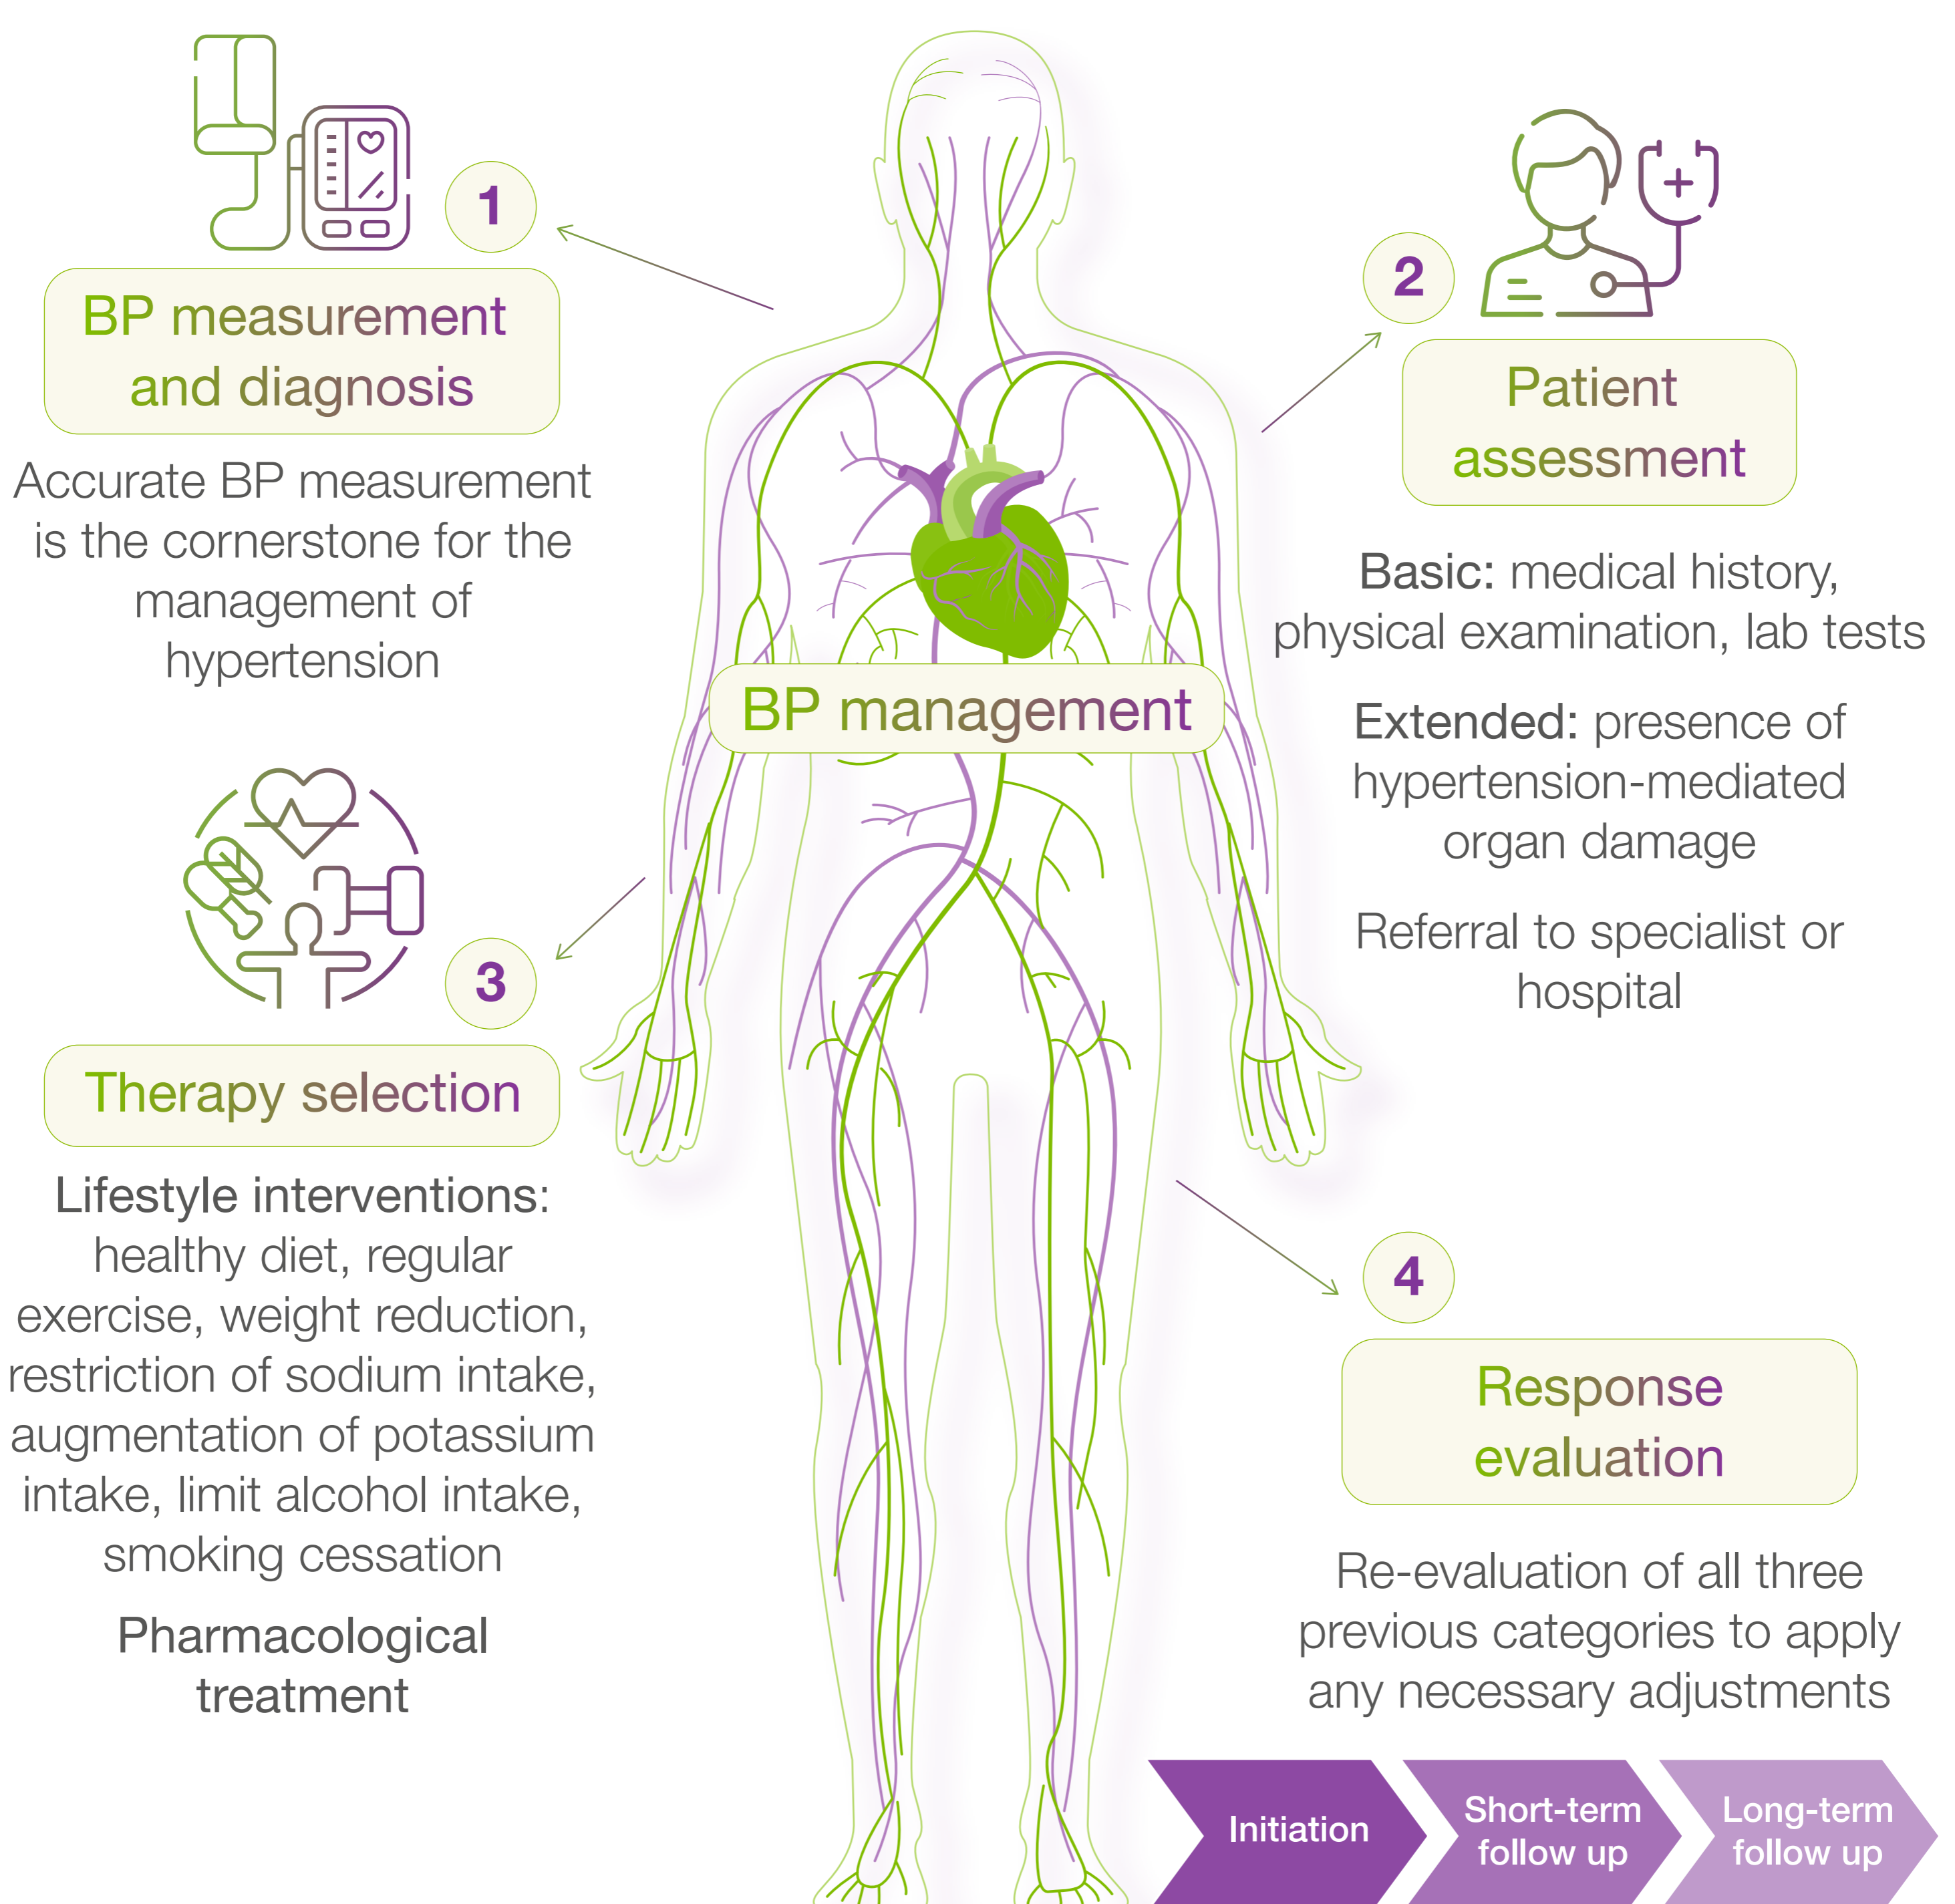 1
BP measurement
and diagnosis
Accurate BP measurement
is the cornerstone for the
management of
hypertension
2
Patient
assessment
Basic: medical history,
physical examination, lab tests
Extended: presence of
hypertension-mediated
organ damage
Referral to specialist or
hospital
BP management
3
Therapy selection
Lifestyle interventions:
healthy diet, regular
exercise, weight reduction,
restriction of sodium intake,
augmentation of potassium
intake, limit alcohol intake,
smoking cessation
Pharmacological
treatment
4
Response
evaluation
Re-evaluation of all three
previous categories to apply
any necessary adjustments
Initiation
Short-term
follow up
Long-term
follow up